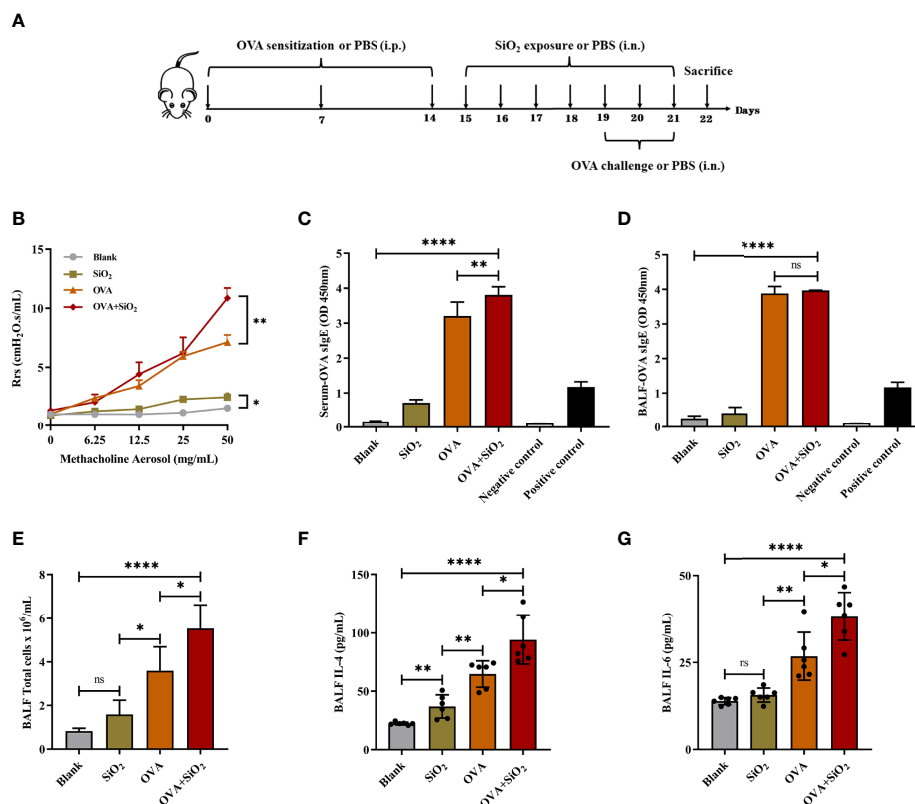 A
OVA sensitization or PBS (i.p.)
SiO₂ exposure or PBS (i.n.)
Sacrifice
0 7 14 15 16 17 18 19 20 21 22 Days
OVA challenge or PBS (i.n.)
B
Rrs (cmH₂O.s/mL)
15
10
5
0
Blank
SiO₂
OVA
OVA+SiO₂
**
*
0 6.25 12.5 25 50
Methacholine Aerosol (mg/mL)
C
Serum-OVA sIgE (OD 450nm)
5
4
3
2
1
0
****
**
Blank
SiO₂
OVA
OVA+SiO₂
Negative control
Positive control
D
BALF-OVA sIgE (OD 450nm)
5
4
3
2
1
0
****
ns
Blank
SiO₂
OVA
OVA+SiO₂
Negative control
Positive control
E
BALF Total cells x 10⁶/mL
8
6
4
2
0
****
*
*
ns
Blank
SiO₂
OVA
OVA+SiO₂
F
BALF IL-4 (pg/mL)
150
100
50
0
****
*
**
**
Blank
SiO₂
OVA
OVA+SiO₂
G
BALF IL-6 (pg/mL)
50
25
0
****
*
**
ns
Blank
SiO₂
OVA
OVA+SiO₂